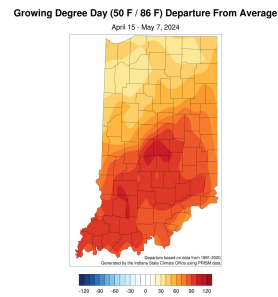 Growing Degree Day (50 F / 86 F) Departure From Average
April 15 - May 7, 2024
Departure based on data from 1991-2020.
Generated by the Indiana State Climate Office using PRISM data.
-120 -90 -60 -30 0 30 60 90 120